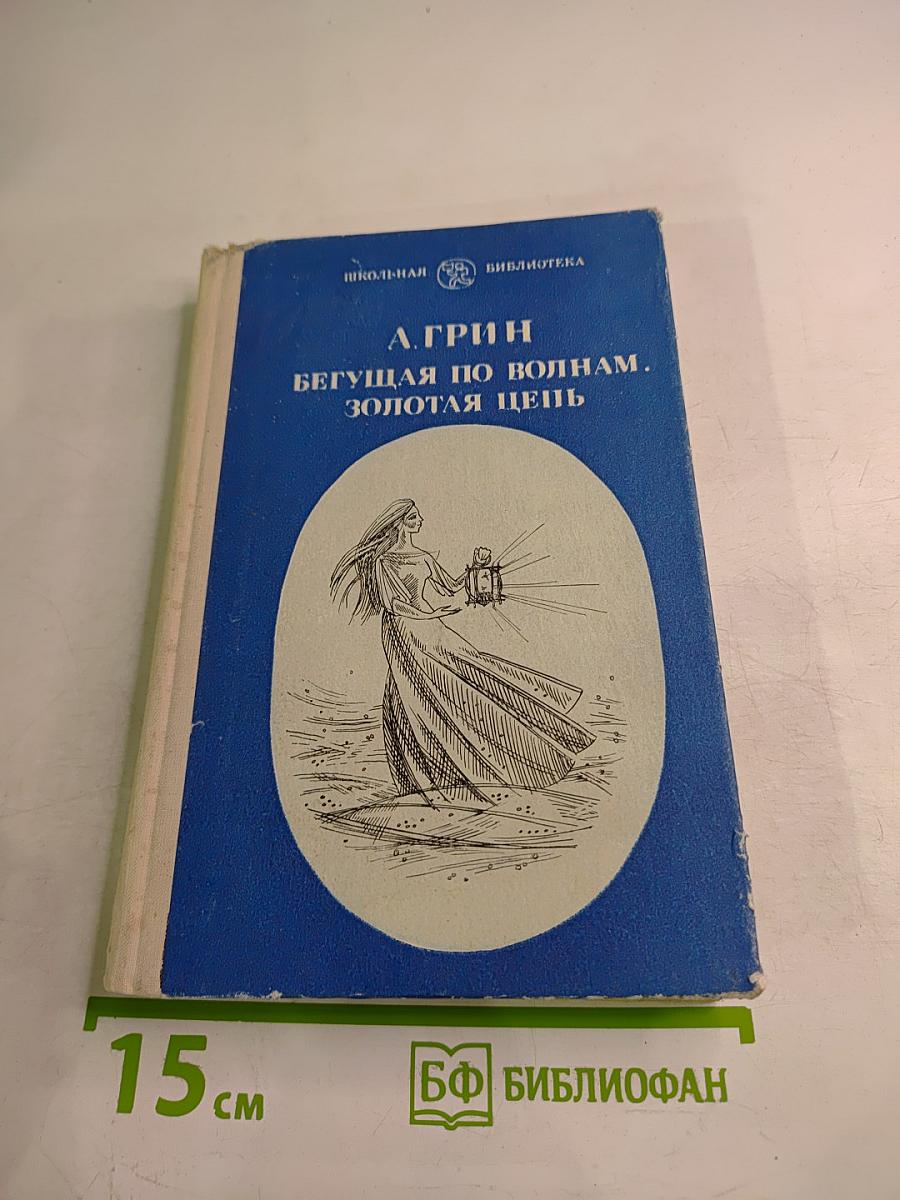 ШКОЛЬНАЯ БИБЛИОТЕКА
А. ГРИН
БЕГУЩАЯ ПО ВОЛНАМ.
ЗОЛОТАЯ ЦЕПЬ
15 см
БФ БИБЛИОФАН